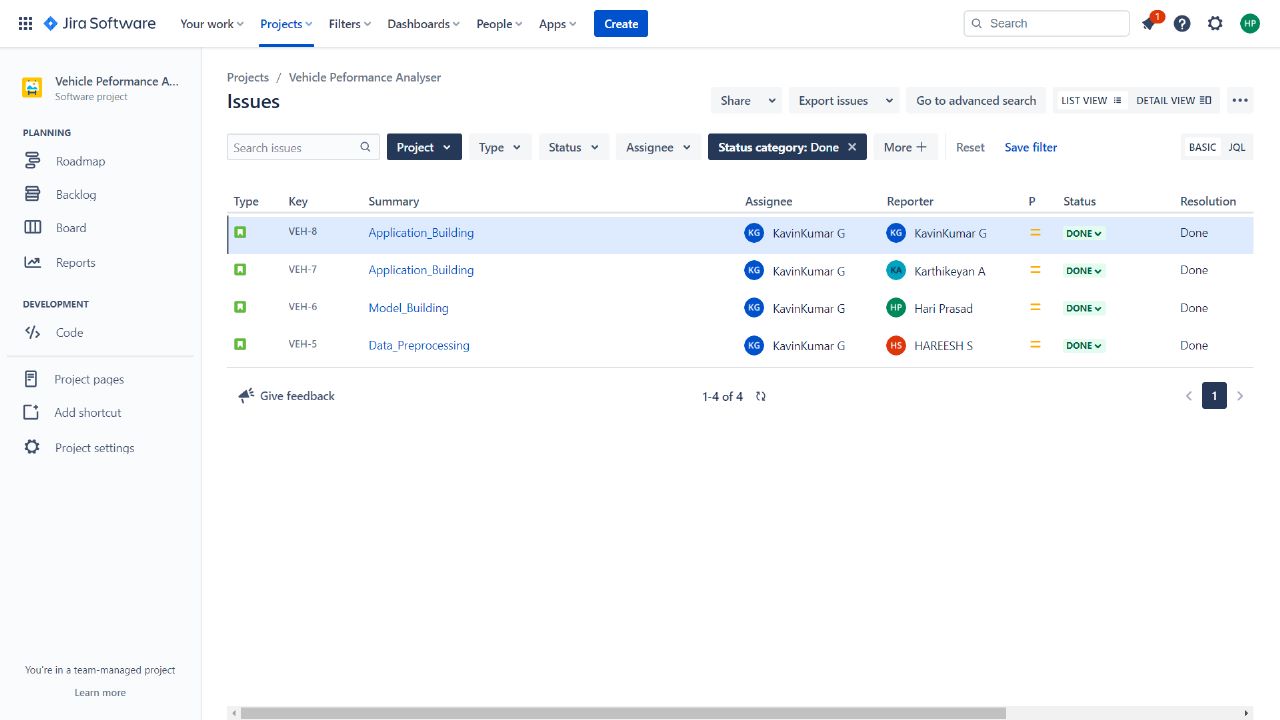 Jira Software Your work Projects Filters Dashboards People Apps Create Search 1 HP
Vehicle Peformance A...
Software project
PLANNING
Roadmap
Backlog
Board
Reports
DEVELOPMENT
Code
Project pages
Add shortcut
Project settings
You're in a team-managed project
Learn more
Projects / Vehicle Peformance Analyser
Issues
Share Export issues Go to advanced search LIST VIEW DETAIL VIEW
Search issues Project Type Status Assignee Status category: Done More Reset Save filter BASIC JQL
Type Key Summary Assignee Reporter P Status Resolution
VEH-8 Application_Building KG KavinKumar G KG KavinKumar G DONE Done
VEH-7 Application_Building KG KavinKumar G KA Karthikeyan A DONE Done
VEH-6 Model_Building KG KavinKumar G HP Hari Prasad DONE Done
VEH-5 Data_Preprocessing KG KavinKumar G HS HAREESH S DONE Done
Give feedback 1-4 of 4 1